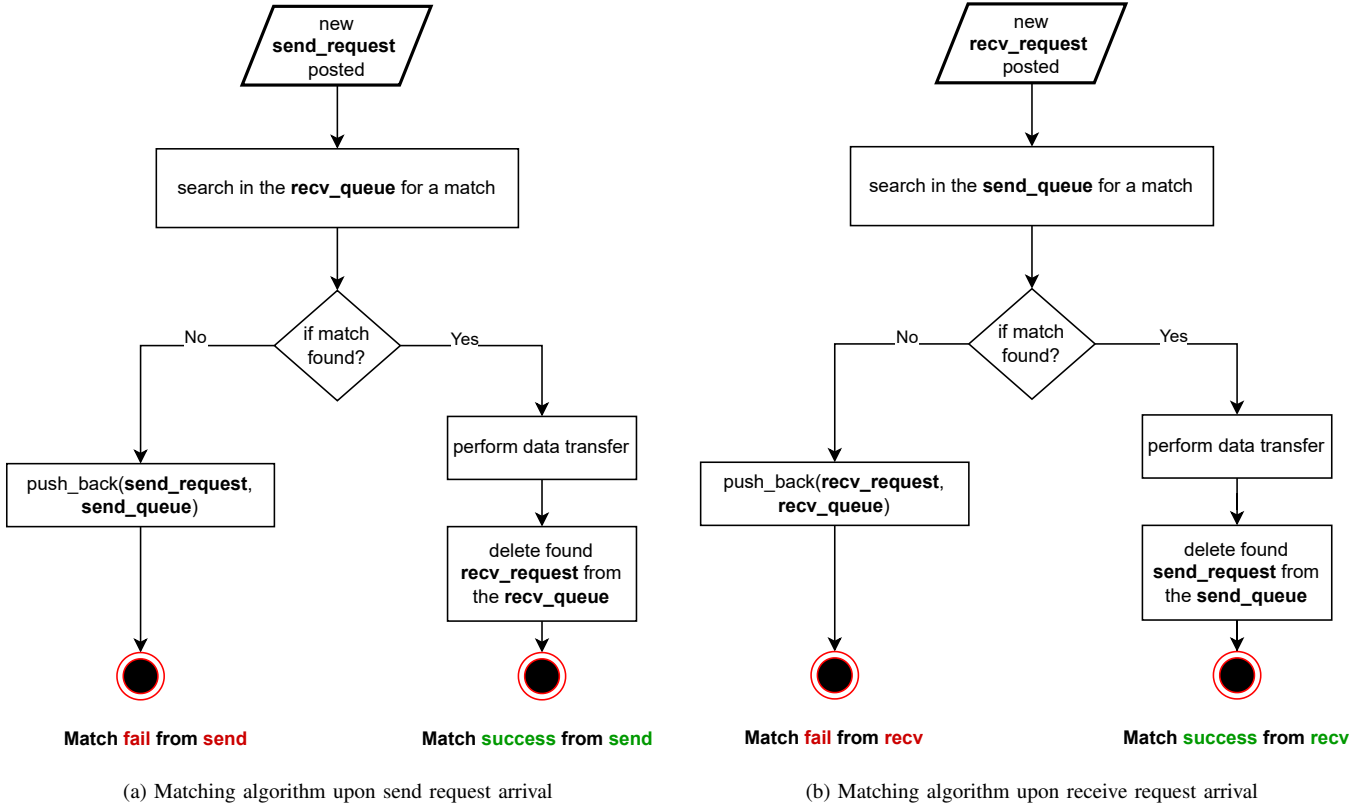 new
send_request
posted
search in the recv_queue for a match
if match
found?
No
Yes
perform data transfer
push_back(send_request,
send_queue)
delete found
recv_request from
the recv_queue
Match fail from send
Match success from send
(a) Matching algorithm upon send request arrival
new
recv_request
posted
search in the send_queue for a match
if match
found?
No
Yes
perform data transfer
push_back(recv_request,
recv_queue)
delete found
send_request from
the send_queue
Match fail from recv
Match success from recv
(b) Matching algorithm upon receive request arrival